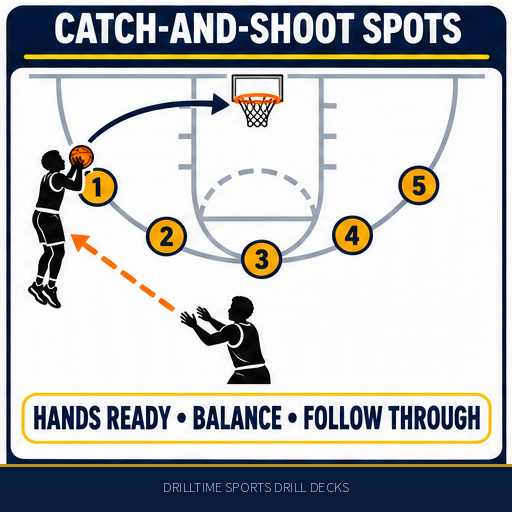 CATCH-AND-SHOOT SPOTS
1
2
3
4
5
HANDS READY • BALANCE • FOLLOW THROUGH
DRILLTIME SPORTS DRILL DECKS